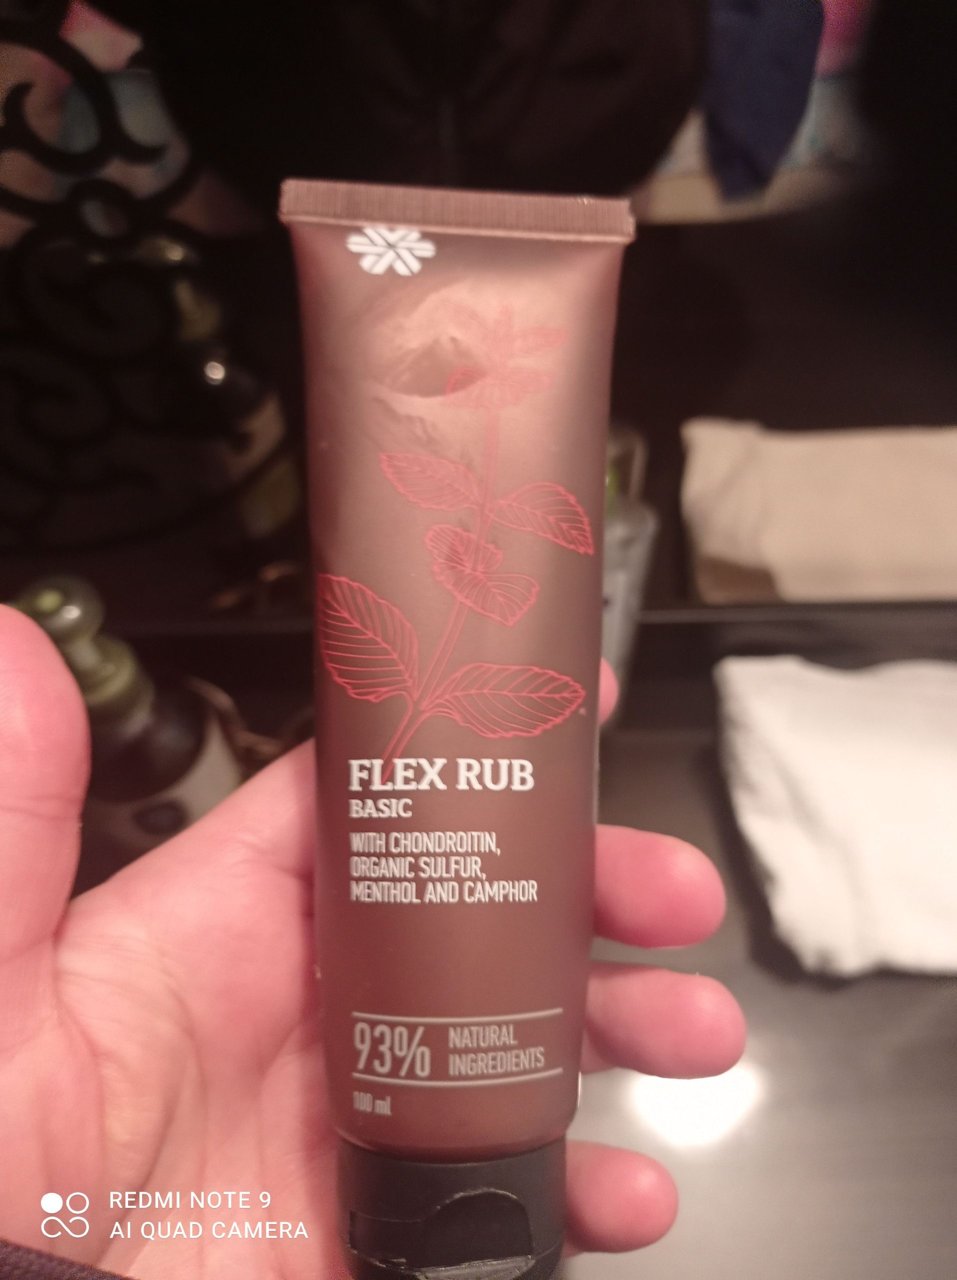 FLEX RUB
BASIC
WITH CHONDROITIN,
ORGANIC SULFUR,
MENTHOL AND CAMPHOR
93% NATURAL
INGREDIENTS
100 ml
REDMI NOTE 9
AI QUAD CAMERA